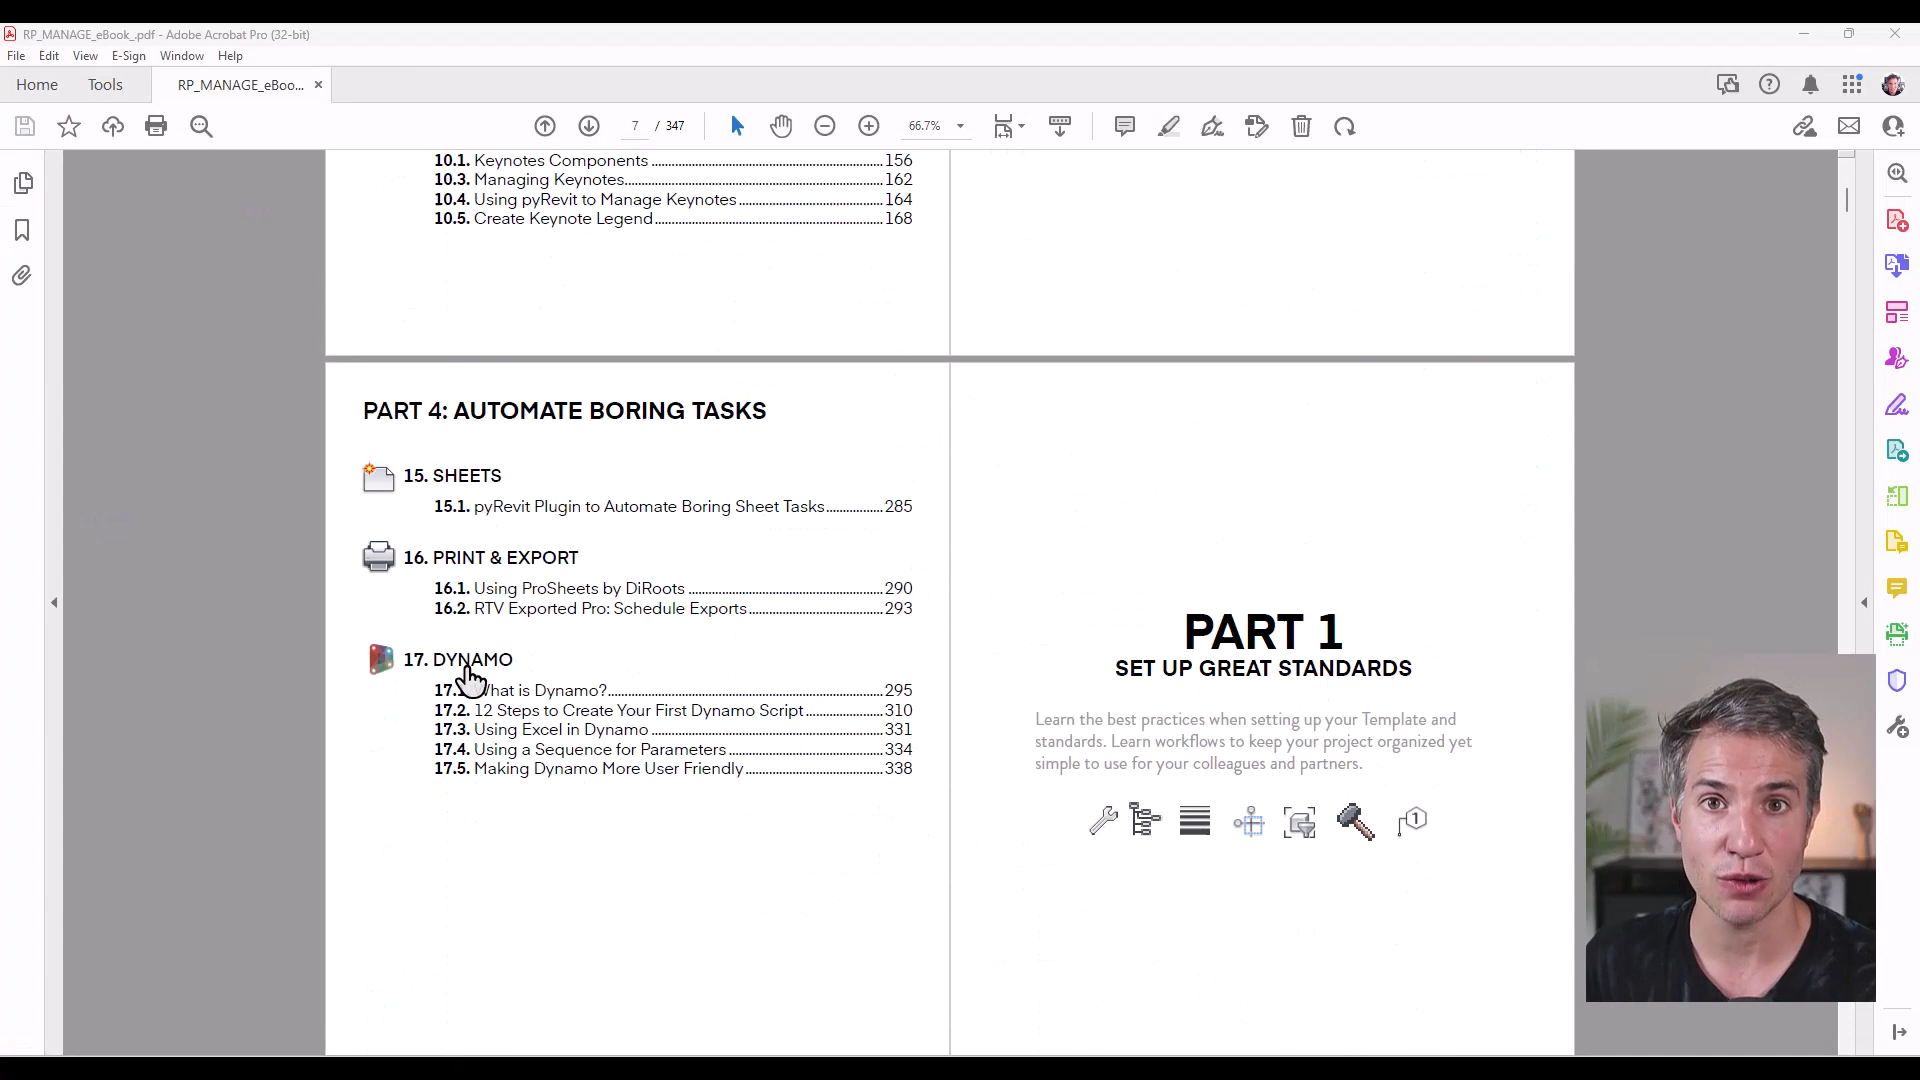 RP_MANAGE_eBook_.pdf - Adobe Acrobat Pro (32-bit)
File Edit View E-Sign Window Help
Home Tools RP_MANAGE_eBoo... ×
7 / 347 66.7%
10.1. Keynotes Components 156
10.3. Managing Keynotes 162
10.4. Using pyRevit to Manage Keynotes 164
10.5. Create Keynote Legend 168
PART 4: AUTOMATE BORING TASKS
15. SHEETS
15.1. pyRevit Plugin to Automate Boring Sheet Tasks 285
16. PRINT & EXPORT
16.1. Using ProSheets by DiRoots 290
16.2. RTV Exported Pro: Schedule Exports 293
17. DYNAMO
17. hat is Dynamo? 295
17.2. 12 Steps to Create Your First Dynamo Script 310
17.3. Using Excel in Dynamo 331
17.4. Using a Sequence for Parameters 334
17.5. Making Dynamo More User Friendly 338
PART 1
SET UP GREAT STANDARDS
Learn the best practices when setting up your Template and
standards. Learn workflows to keep your project organized yet
simple to use for your colleagues and partners.
1